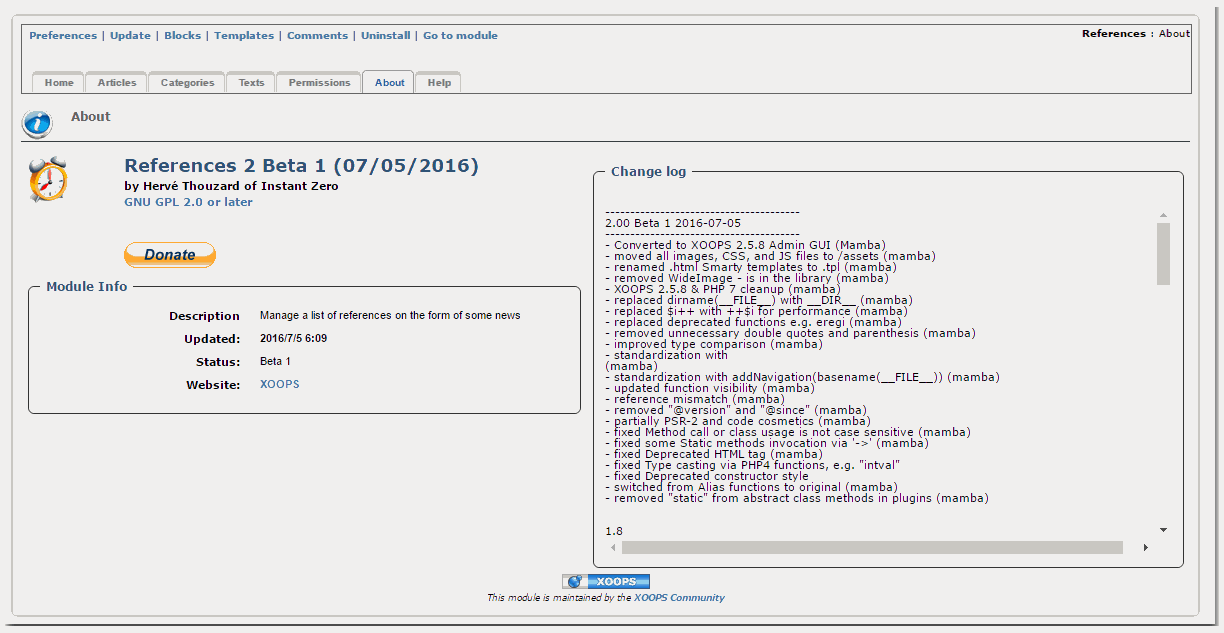 Preferences | Update | Blocks | Templates | Comments | Uninstall | Go to module
References : About
Home Articles Categories Texts Permissions About Help
About
References 2 Beta 1 (07/05/2016)
by Hervé Thouzard of Instant Zero
GNU GPL 2.0 or later
Donate
Module Info
Description Manage a list of references on the form of some news
Updated: 2016/7/5 6:09
Status: Beta 1
Website: XOOPS
Change log
---------------------------------------
2.00 Beta 1 2016-07-05
---------------------------------------
- Converted to XOOPS 2.5.8 Admin GUI (Mamba)
- moved all images, CSS, and JS files to /assets (mamba)
- renamed .html Smarty templates to .tpl (mamba)
- removed WideImage - is in the library (mamba)
- XOOPS 2.5.8 & PHP 7 cleanup (mamba)
- replaced dirname(__FILE__) with __DIR__ (mamba)
- replaced $i++ with ++$i for performance (mamba)
- replaced deprecated functions e.g. eregi (mamba)
- removed unnecessary double quotes and parenthesis (mamba)
- improved type comparison (mamba)
- standardization with
(mamba)
- standardization with addNavigation(basename(__FILE__)) (mamba)
- updated function visibility (mamba)
- reference mismatch (mamba)
- removed "@version" and "@since" (mamba)
- partially PSR-2 and code cosmetics (mamba)
- fixed Method call or class usage is not case sensitive (mamba)
- fixed some Static methods invocation via '->' (mamba)
- fixed Deprecated HTML tag (mamba)
- fixed Type casting via PHP4 functions, e.g. "intval"
- fixed Deprecated constructor style
- switched from Alias functions to original (mamba)
- removed "static" from abstract class methods in plugins (mamba)
1.8
XOOPS
This module is maintained by the XOOPS Community